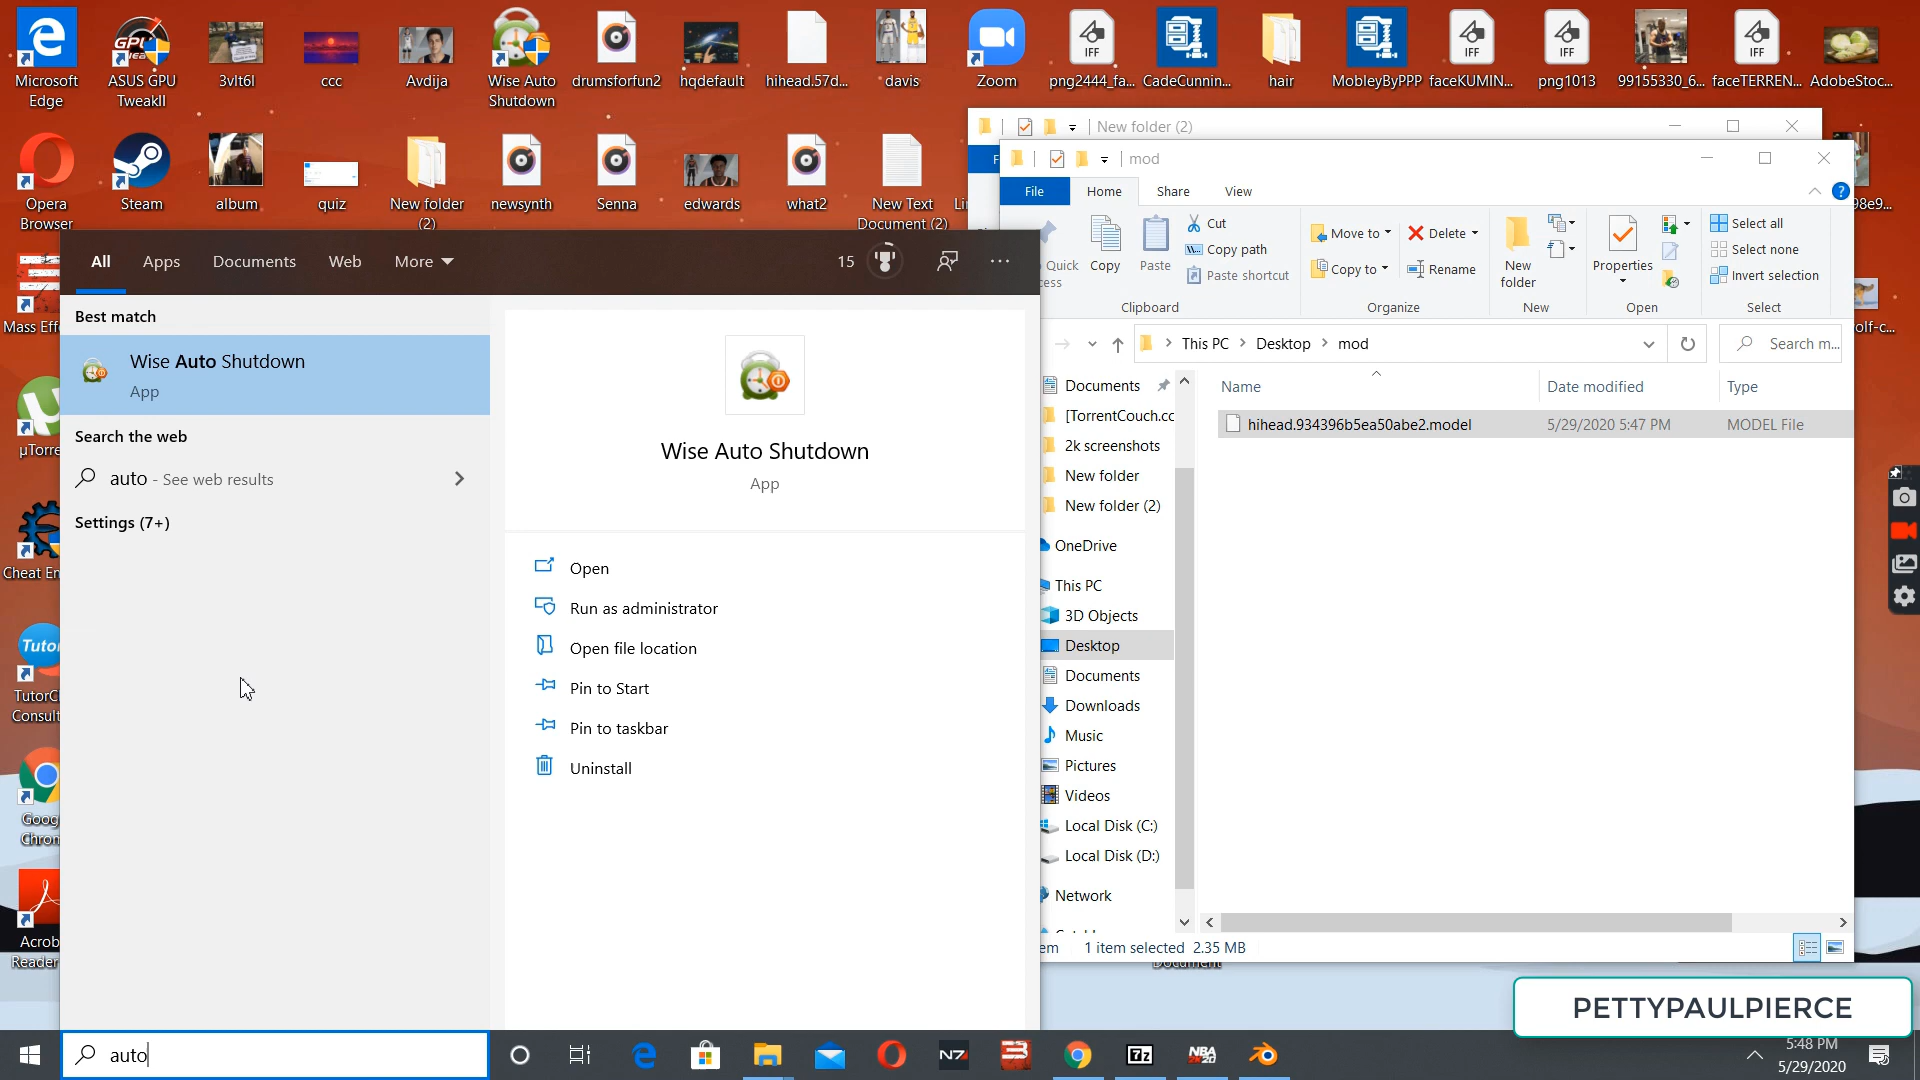 Microsoft Edge
ASUS GPU TweakII
3vlt6l
ccc
Avdija
Wise Auto Shutdown
drumsforfun2
hqdefault
hihead.57d...
davis
Zoom
png2444_fa...
CadeCunnin...
hair
MobleyByPPP
faceKUMIN...
png1013
99155330_6...
faceTERREN...
AdobeStoc...
Opera Browser
Steam
album
quiz
New folder (2)
newsynth
Senna
edwards
what2
New Text Document (2)
New folder (2)
mod
File
Home
Share
View
Cut
Copy path
Paste shortcut
Quick
Copy
Paste
Clipboard
Move to
Copy to
Delete
Rename
Organize
New folder
New
Properties
Open
Select all
Select none
Invert selection
Select
This PC
Desktop
mod
Search m...
Name
Date modified
Type
hihead.934396b5ea50abe2.model
5/29/2020 5:47 PM
MODEL File
Documents
[TorrentCouch.cc
2k screenshots
New folder
New folder (2)
OneDrive
This PC
3D Objects
Desktop
Documents
Downloads
Music
Pictures
Videos
Local Disk (C:)
Local Disk (D:)
Network
1 item selected 2.35 MB
All
Apps
Documents
Web
More
15
Best match
Wise Auto Shutdown
App
Search the web
auto - See web results
Settings (7+)
Wise Auto Shutdown
App
Open
Run as administrator
Open file location
Pin to Start
Pin to taskbar
Uninstall
Mass Eff
µTorre
Cheat En
Tutor
TutorC
Consult
Goog
Chron
Acrob
Reader
auto
N7
7z
NBA
2K20
PETTYPAULPIERCE
5:48 PM
5/29/2020